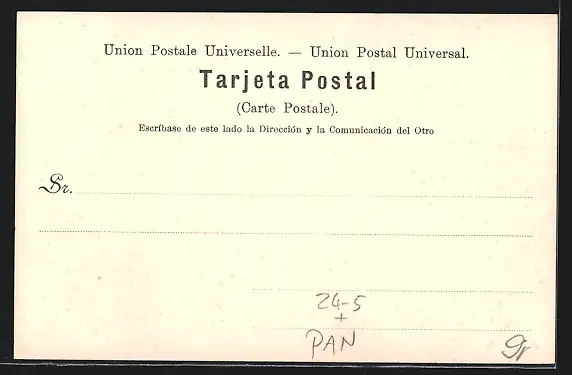 Union Postale Universelle. — Union Postal Universal.
Tarjeta Postal
(Carte Postale).
Escríbase de este lado la Dirección y la Comunicación del Otro
Sr.
24-5
+
PAN